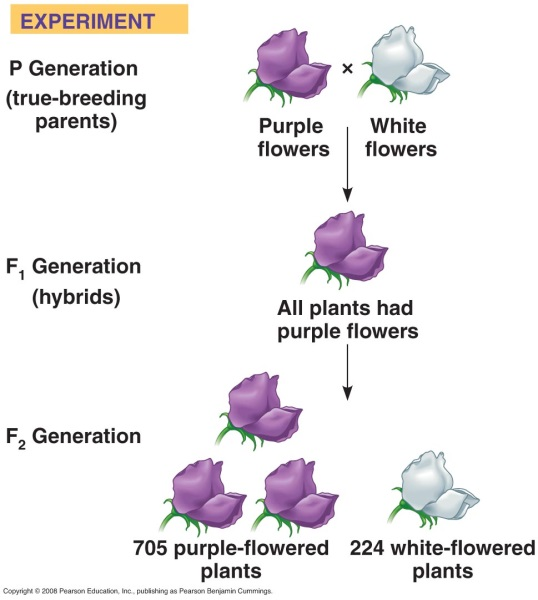 EXPERIMENT
P Generation
(true-breeding
parents)
×
Purple
flowers
White
flowers
F1 Generation
(hybrids)
All plants had
purple flowers
F2 Generation
705 purple-flowered
plants
224 white-flowered
plants
Copyright © 2008 Pearson Education, Inc., publishing as Pearson Benjamin Cummings.